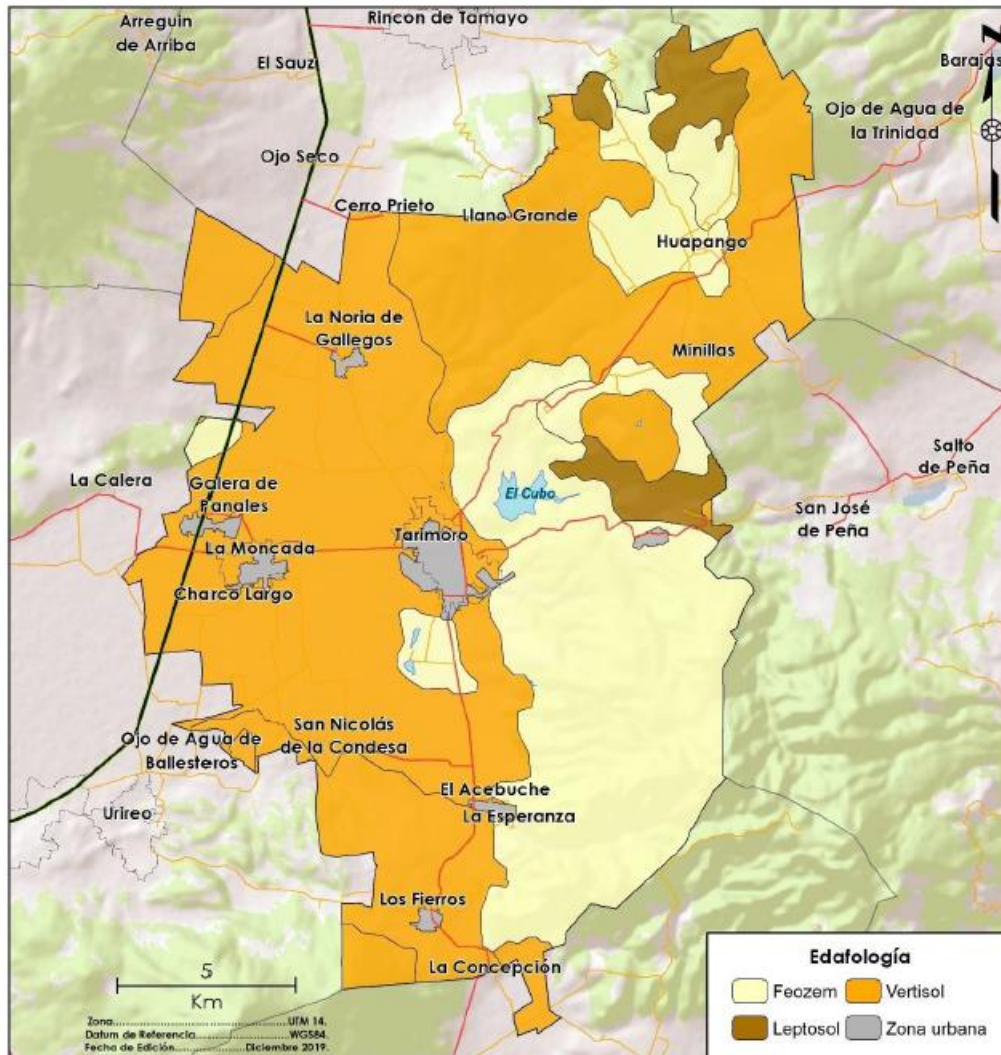 Arreguin
de Arriba
Rincon de Tamayo
El Sauz
Barajas
Ojo de Agua de
la Trinidad
Ojo Seco
Cerro Prieto
Llano Grande
Huapango
La Noria de
Gallegos
Minillas
La Calera
Galera de
Panales
El Cubo
Salto
de Peña
San José
de Peña
La Moncada
Tarimoro
Charco Largo
San Nicolás
de la Condesa
Ojo de Agua de
Ballesteros
El Acebuche
La Esperanza
Urireo
Los Fierros
La Concepción
5
Km
Zona UTM 14.
Datum de Referencia WGS84.
Fecha de Edición Diciembre 2019.
Edafología
Feozem
Vertisol
Leptosol
Zona urbana